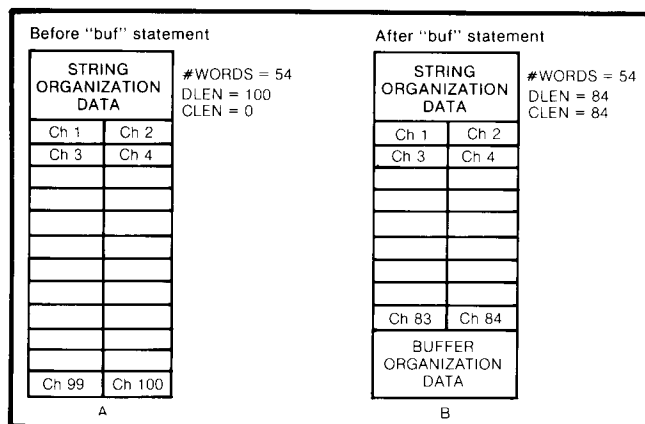 Before "buf" statement
STRING
ORGANIZATION
DATA
#WORDS = 54
DLEN = 100
CLEN = 0
Ch 1 Ch 2
Ch 3 Ch 4
Ch 99 Ch 100
A
After "buf" statement
STRING
ORGANIZATION
DATA
#WORDS = 54
DLEN = 84
CLEN = 84
Ch 1 Ch 2
Ch 3 Ch 4
Ch 83 Ch 84
BUFFER
ORGANIZATION
DATA
B